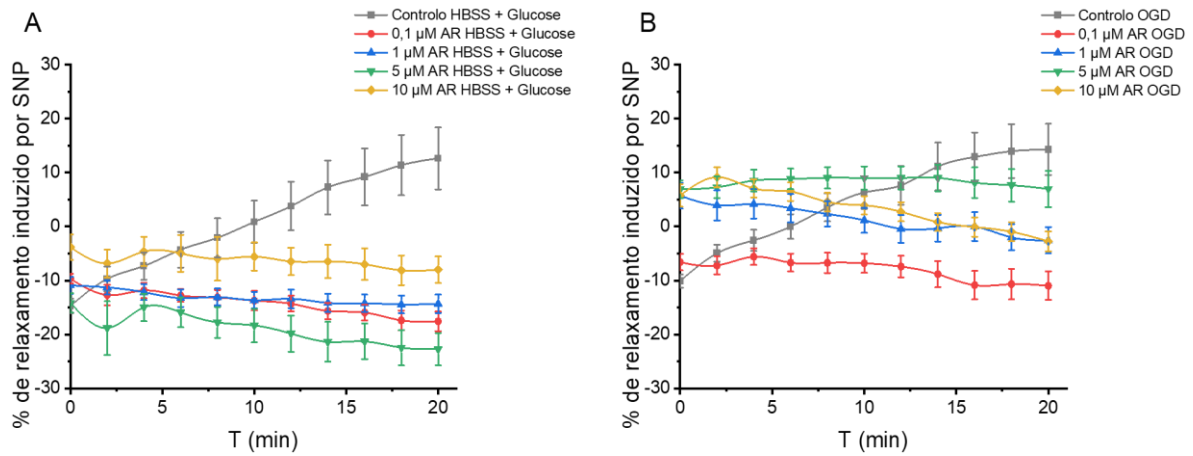 A
Controlo HBSS + Glucose
0,1 µM AR HBSS + Glucose
1 µM AR HBSS + Glucose
5 µM AR HBSS + Glucose
10 µM AR HBSS + Glucose
% de relaxamento induzido por SNP
30
20
10
0
-10
-20
-30
0
5
10
15
20
T (min)
B
Controlo OGD
0,1 µM AR OGD
1 µM AR OGD
5 µM AR OGD
10 µM AR OGD
% de relaxamento induzido por SNP
30
20
10
0
-10
-20
-30
0
5
10
15
20
T (min)